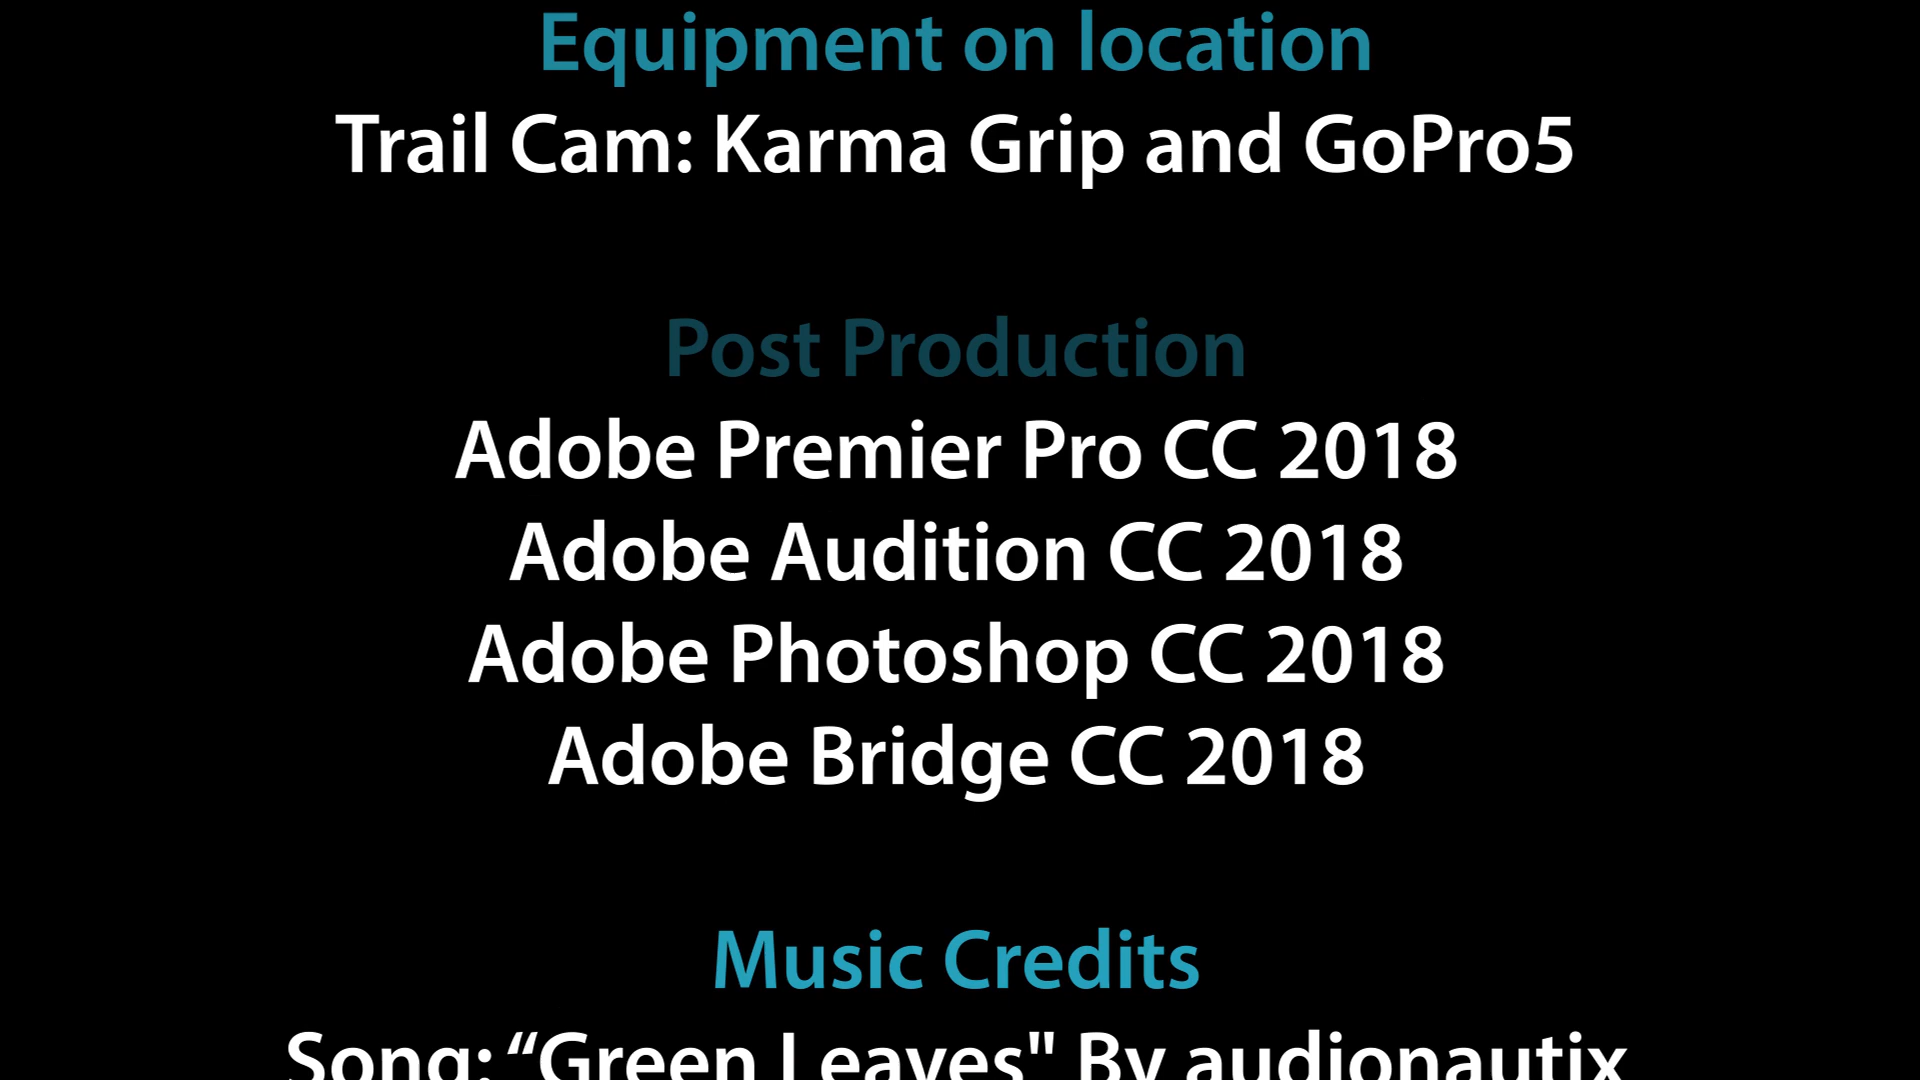 Equipment on location
Trail Cam: Karma Grip and GoPro5
Post Production
Adobe Premier Pro CC 2018
Adobe Audition CC 2018
Adobe Photoshop CC 2018
Adobe Bridge CC 2018
Music Credits
Song: “Green Leaves" By audionautix